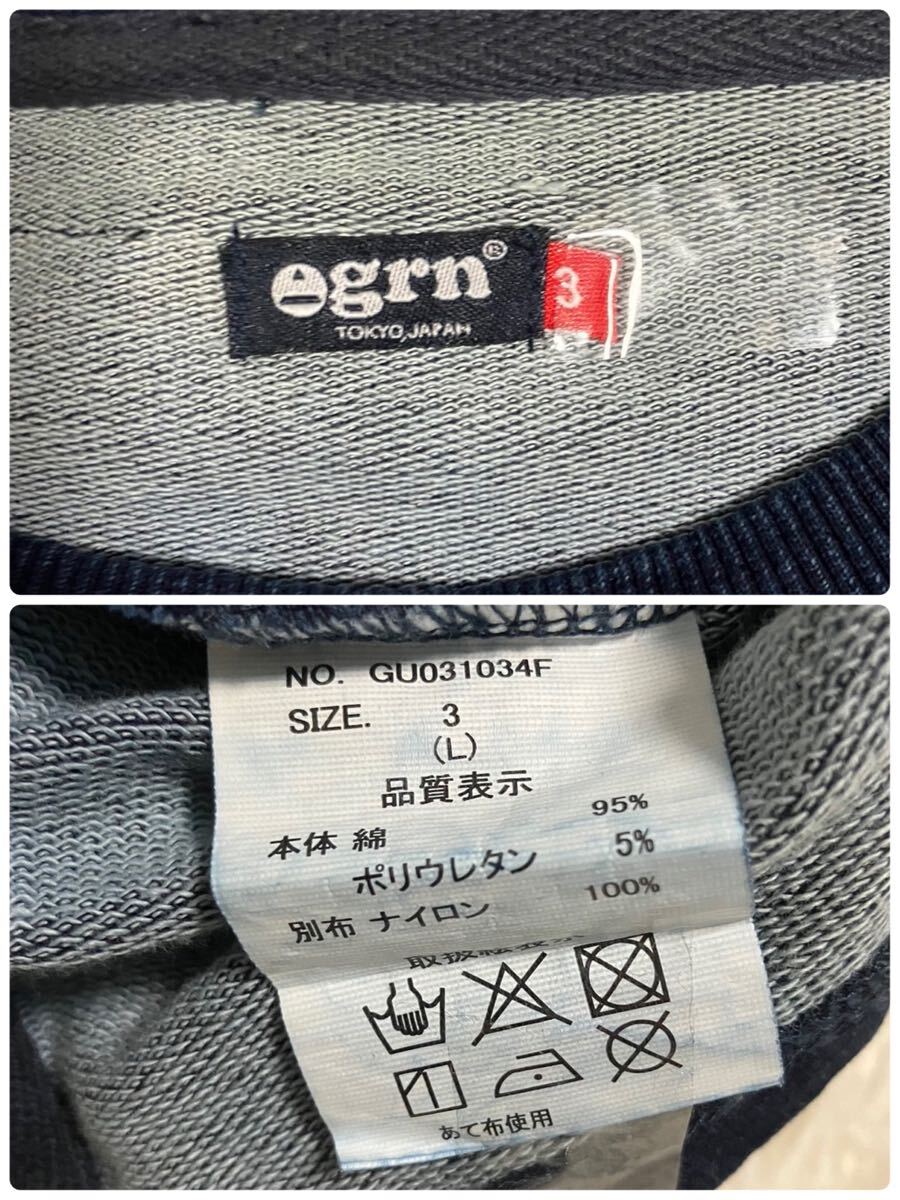 grn®
TOKYO, JAPAN
3
NO. GU031034F
SIZE. 3
(L)
品質表示
本体 綿 95%
ポリウレタン 5%
別布 ナイロン 100%
取扱絵表示
あて布使用